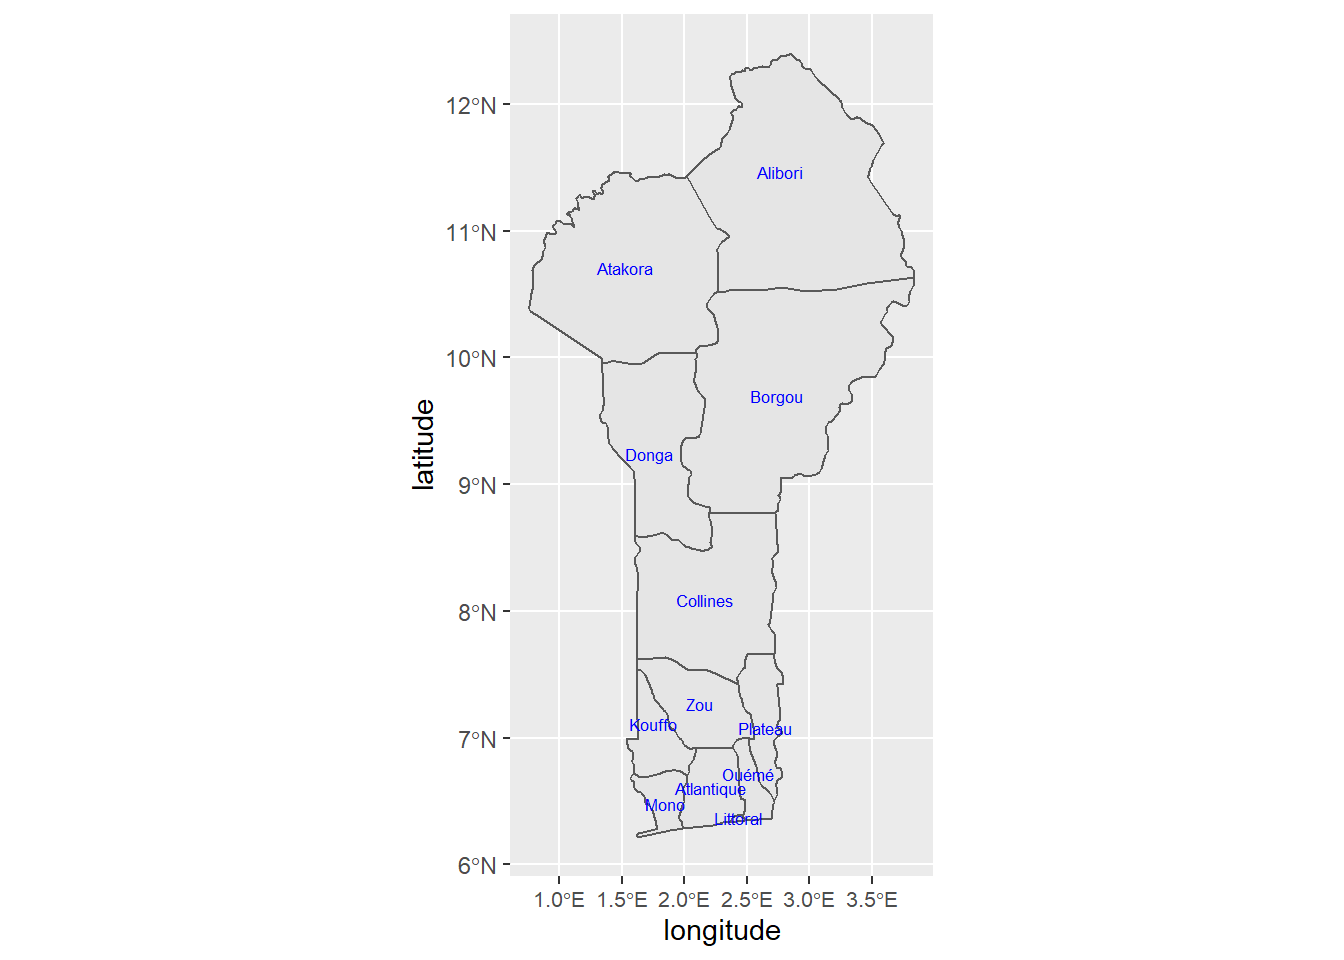 12°N
Alibori
11°N
Atakora
10°N
Borgou
latitude
Donga
9°N
Collines
8°N
Zou
Kouffo
Plateau
7°N
Ouémé
Atlantique
Mono
Littoral
6°N
1.0°E 1.5°E 2.0°E 2.5°E 3.0°E 3.5°E
longitude